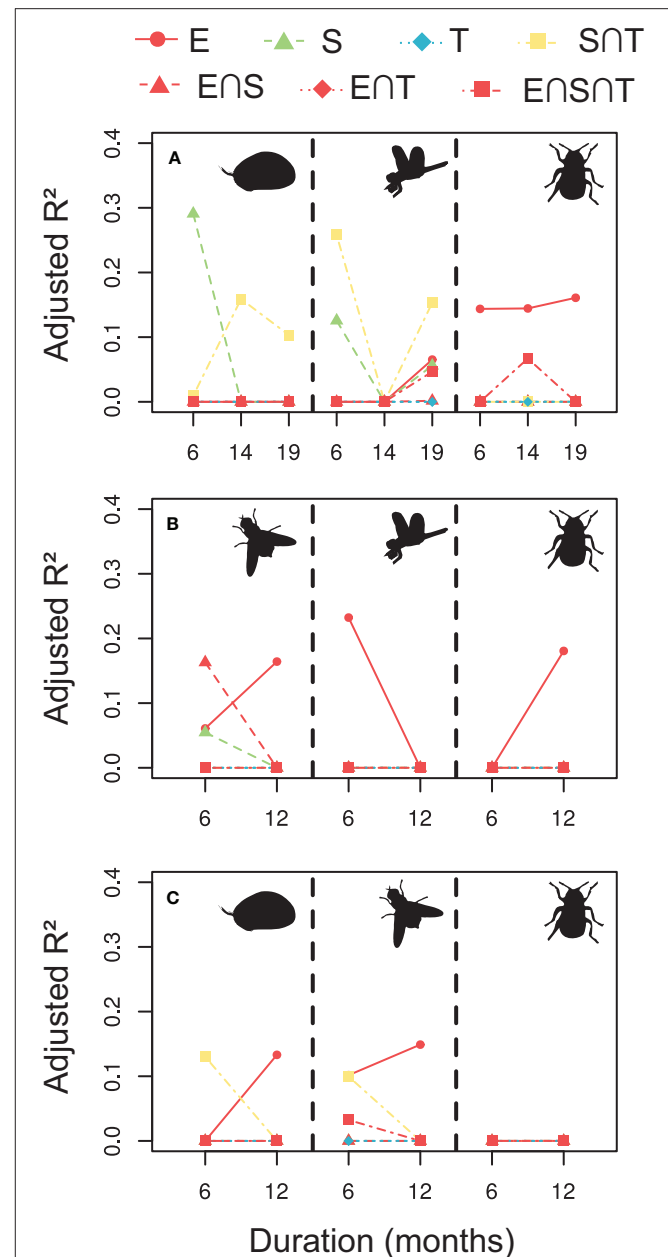 E S T S∩T
E∩S E∩T E∩S∩T
A
Adjusted R²
0.4
0.3
0.2
0.1
0.0
6 14 19 6 14 19 6 14 19
B
Adjusted R²
0.4
0.3
0.2
0.1
0.0
6 12 6 12 6 12
C
Adjusted R²
0.4
0.3
0.2
0.1
0.0
6 12 6 12 6 12
Duration (months)